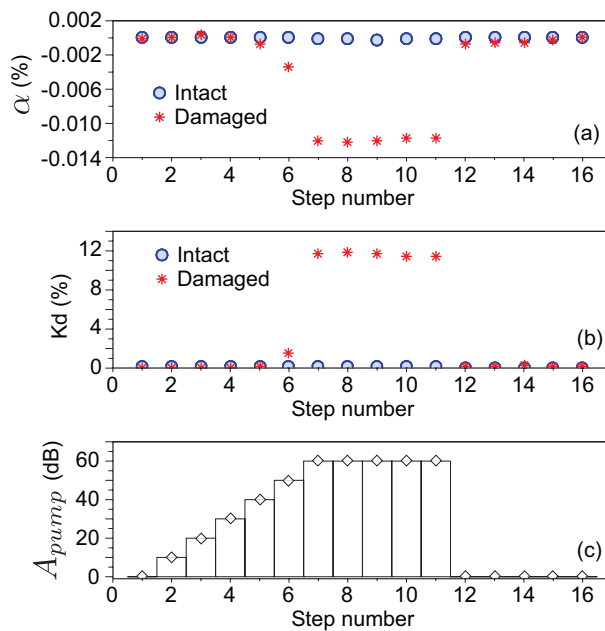 0.002
-0.002
-0.006
-0.010
-0.014
α (%)
Intact
Damaged
(a)
0 2 4 6 8 10 12 14 16
Step number
12
8
4
0
Kd (%)
Intact
Damaged
(b)
0 2 4 6 8 10 12 14 16
Step number
60
40
20
0
A_pump (dB)
(c)
0 2 4 6 8 10 12 14 16
Step number